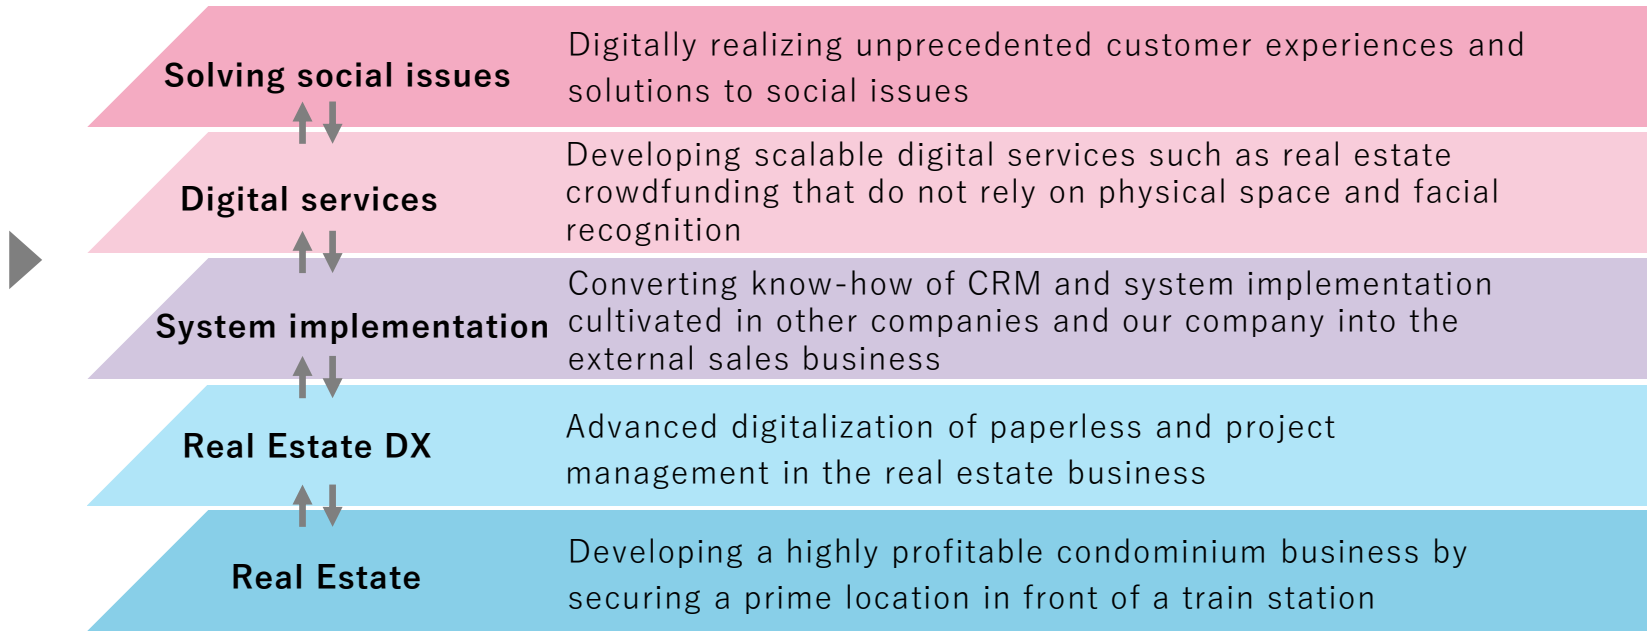 Solving social issues
Digitally realizing unprecedented customer experiences and
solutions to social issues
Digital services
Developing scalable digital services such as real estate
crowdfunding that do not rely on physical space and facial
recognition
System implementation
Converting know-how of CRM and system implementation
cultivated in other companies and our company into the
external sales business
Real Estate DX
Advanced digitalization of paperless and project
management in the real estate business
Real Estate
Developing a highly profitable condominium business by
securing a prime location in front of a train station